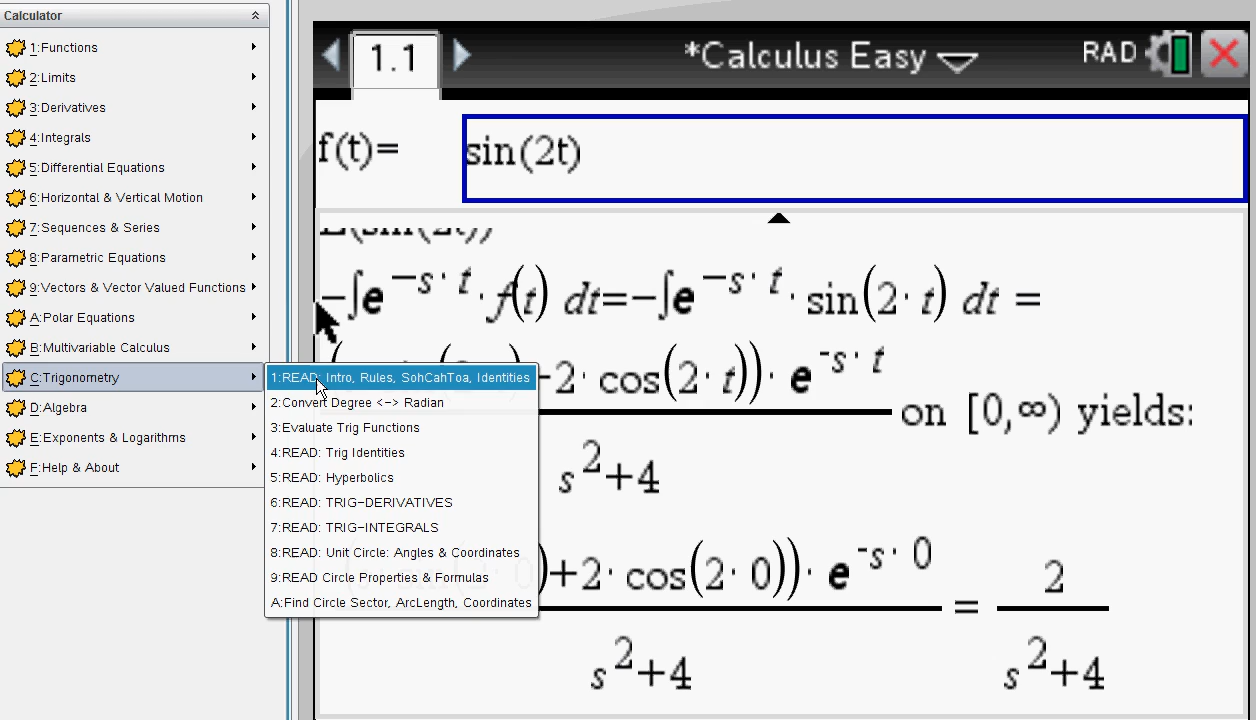 Calculator
1:Functions
2:Limits
3:Derivatives
4:Integrals
5:Differential Equations
6:Horizontal & Vertical Motion
7:Sequences & Series
8:Parametric Equations
9:Vectors & Vector Valued Functions
A:Polar Equations
B:Multivariable Calculus
C:Trigonometry
D:Algebra
E:Exponents & Logarithms
F:Help & About
1:READ: Intro, Rules, SohCahToa, Identities
2:Convert Degree <-> Radian
3:Evaluate Trig Functions
4:READ: Trig Identities
5:READ: Hyperbolics
6:READ: TRIG-DERIVATIVES
7:READ: TRIG-INTEGRALS
8:READ: Unit Circle: Angles & Coordinates
9:READ Circle Properties & Formulas
A:Find Circle Sector, ArcLength, Coordinates
1.1 *Calculus Easy RAD
f(t)= sin(2t)
−∫e^(−s·t)·f(t) dt=−∫e^(−s·t)·sin(2·t) dt =
2·cos(2·t))·e^(-s·t)
on [0,∞) yields:
s²+4
+2·cos(2·0))·e^(-s·0) = 2
s²+4 s²+4